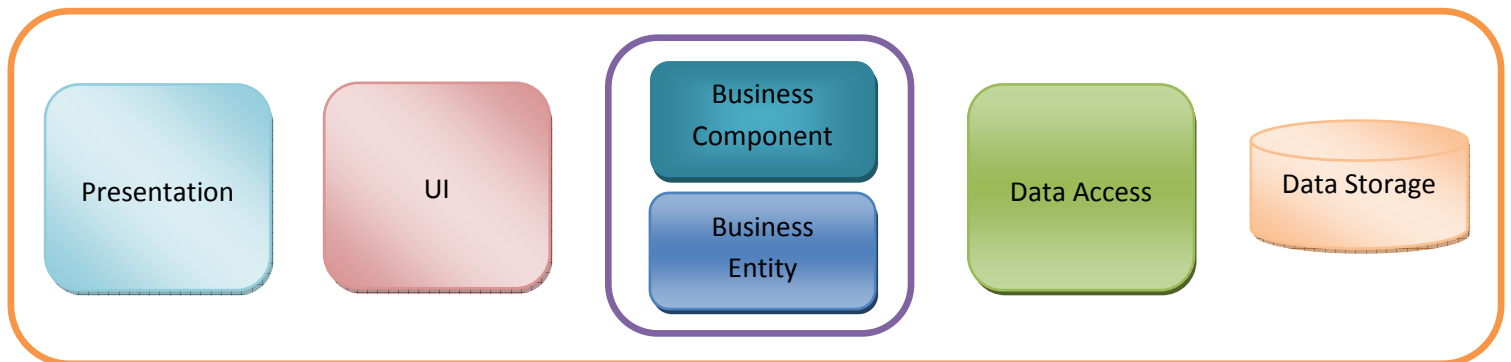 Presentation
UI
Business
Component
Business
Entity
Data Access
Data Storage